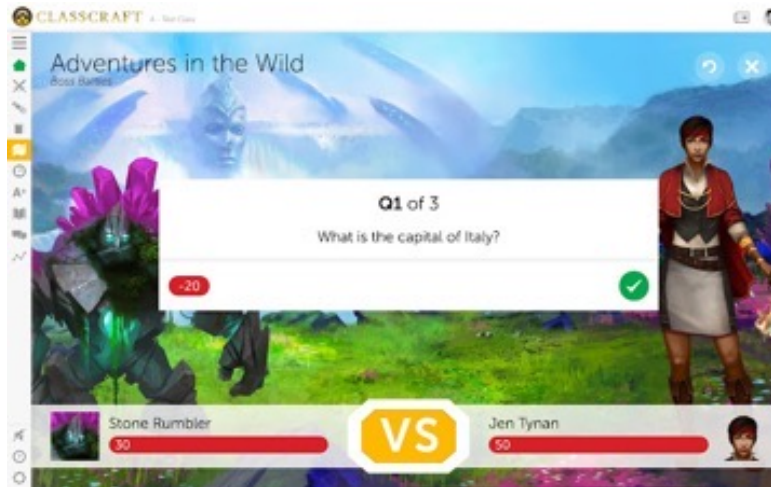 CLASSCRAFT
Adventures in the Wild
Boss Battles
Q1 of 3
What is the capital of Italy?
-20
Stone Rumbler
30
VS
Jen Tynan
50